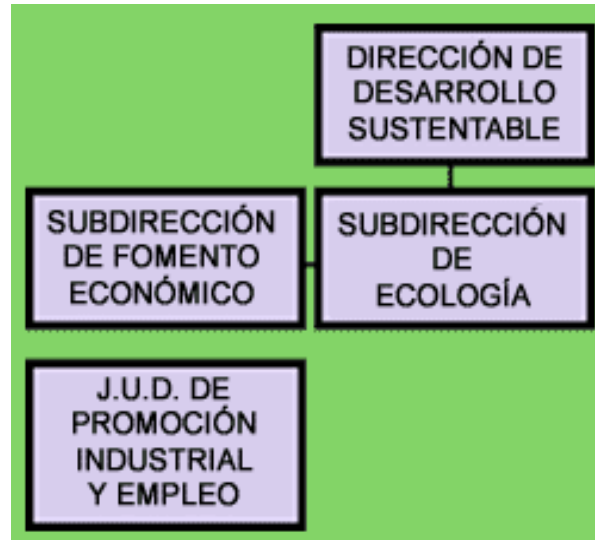 DIRECCIÓN DE
DESARROLLO
SUSTENTABLE
SUBDIRECCIÓN
DE FOMENTO
ECONÓMICO
SUBDIRECCIÓN
DE
ECOLOGÍA
J.U.D. DE
PROMOCIÓN
INDUSTRIAL
Y EMPLEO